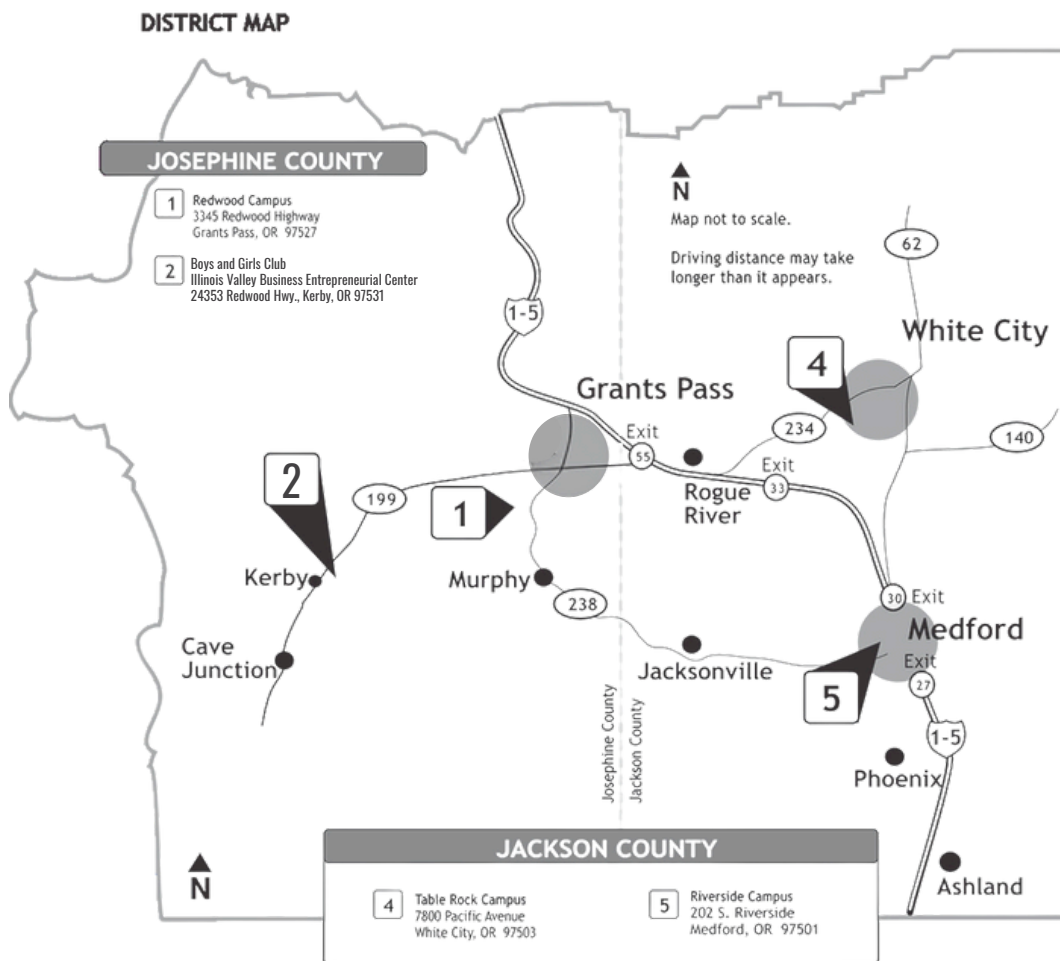 DISTRICT MAP
JOSEPHINE COUNTY
1
Redwood Campus
3345 Redwood Highway
Grants Pass, OR 97527
2
Boys and Girls Club
Illinois Valley Business Entrepreneurial Center
24353 Redwood Hwy., Kerby, OR 97531
N
Map not to scale.
Driving distance may take
longer than it appears.
62
1-5
White City
4
Grants Pass
234
140
Exit
55
Exit
33
Rogue
River
2
199
1
Kerby
Murphy
238
30
Exit
Medford
Cave
Junction
Jacksonville
Exit
27
5
1-5
Josephine County
Jackson County
Phoenix
N
Ashland
JACKSON COUNTY
4
Table Rock Campus
7800 Pacific Avenue
White City, OR 97503
5
Riverside Campus
202 S. Riverside
Medford, OR 97501